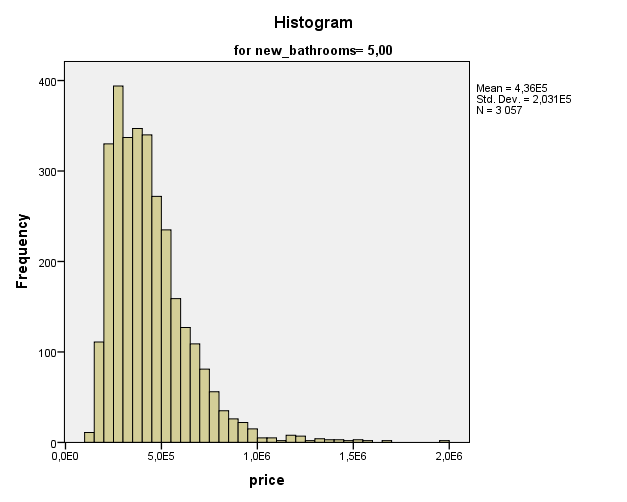 Histogram
for new_bathrooms= 5,00
Mean = 4,36E5
Std. Dev. = 2,031E5
N = 3 057
400
300
200
100
0
Frequency
0,0E0 5,0E5 1,0E6 1,5E6 2,0E6
price